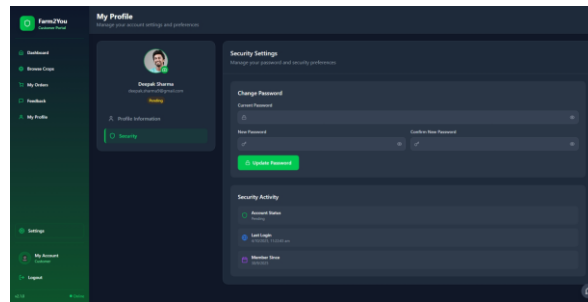 Farm2You
Customer Portal
Dashboard
Browse Crops
My Orders
Feedback
My Profile
Settings
My Account
Customer
Logout
My Profile
Manage your account settings and preferences
Deepak Sharma
Pending
Profile Information
Security
Security Settings
Manage your password and security preferences
Change Password
Current Password
New Password
Confirm New Password
Update Password
Security Activity
Account Status
Pending
Last Login
Member Since